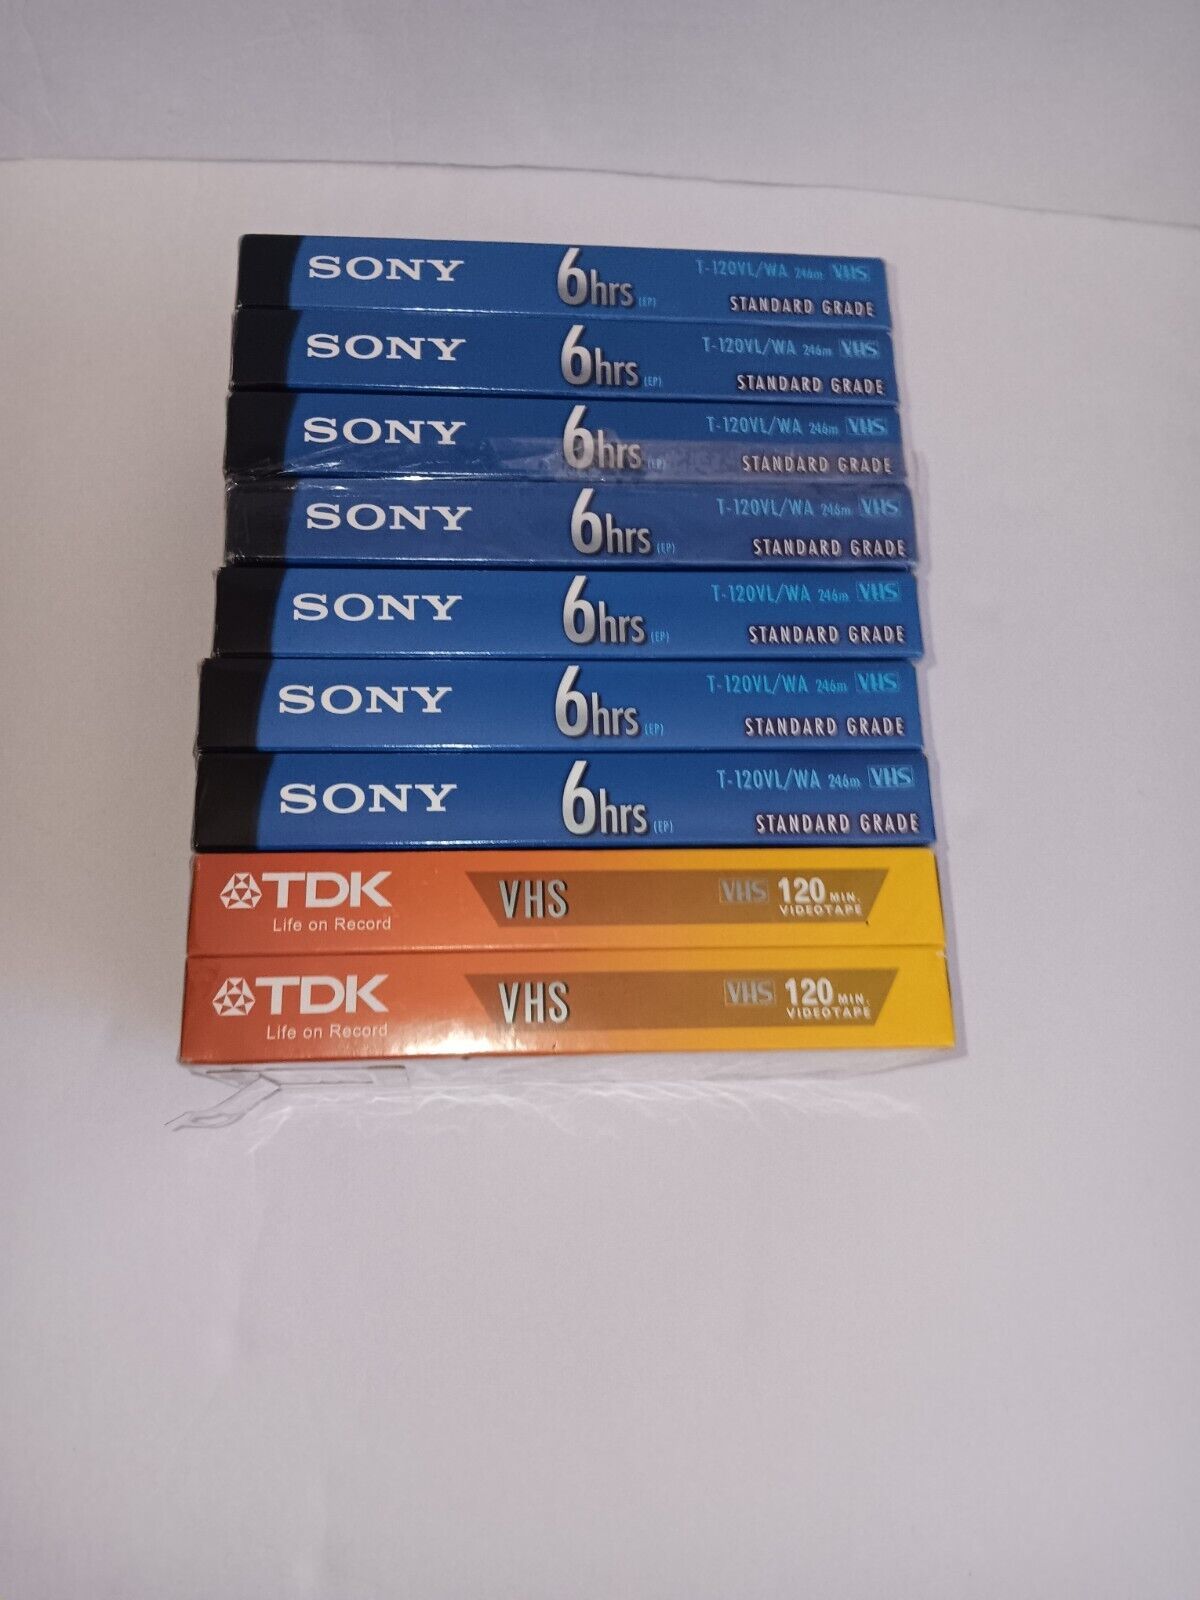 SONY 6hrs (EP) T-120VL/WA 246m VHS
STANDARD GRADE
SONY 6hrs (EP) T-120VL/WA 246m VHS
STANDARD GRADE
SONY 6hrs (EP) T-120VL/WA 246m VHS
STANDARD GRADE
SONY 6hrs (EP) T-120VL/WA 246m VHS
STANDARD GRADE
SONY 6hrs (EP) T-120VL/WA 246m VHS
STANDARD GRADE
SONY 6hrs (EP) T-120VL/WA 246m VHS
STANDARD GRADE
SONY 6hrs (EP) T-120VL/WA 246m VHS
STANDARD GRADE
TDK VHS VHS 120 MIN.
Life on Record VIDEOTAPE
TDK VHS VHS 120 MIN.
Life on Record VIDEOTAPE